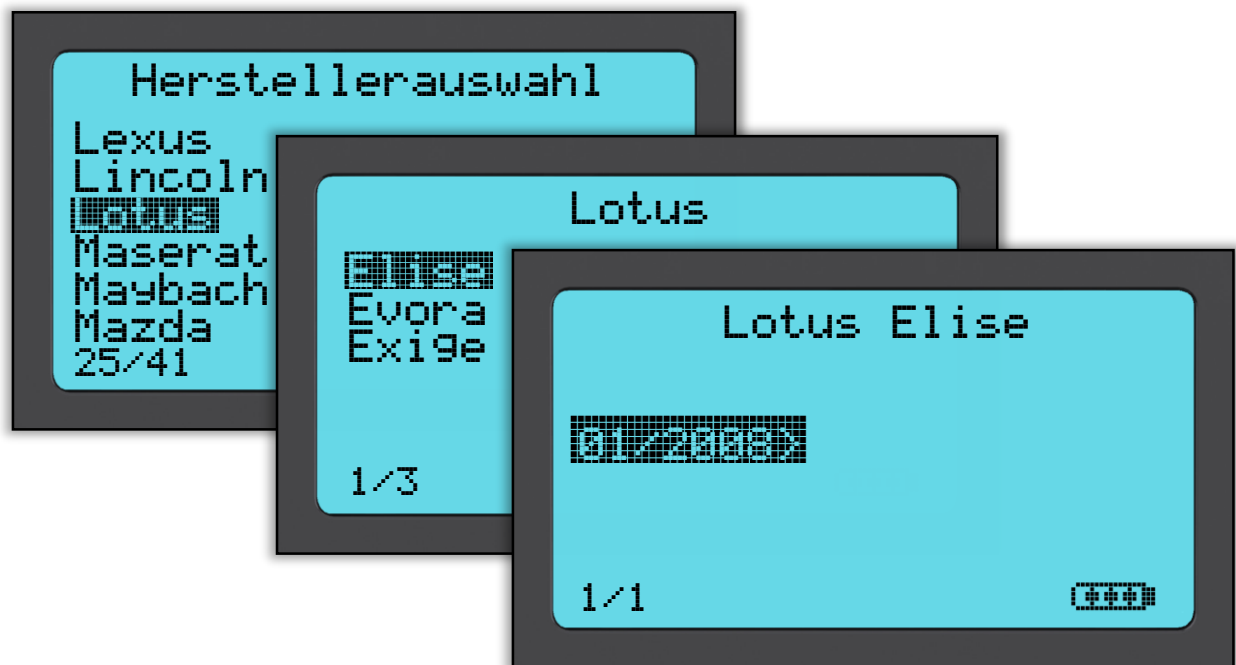 Herstellerauswahl
Lexus
Lincoln
Lotus
Maserat
Maybach
Mazda
25/41
Lotus
Elise
Evora
Exige
1/3
Lotus Elise
01/2008>
1/1